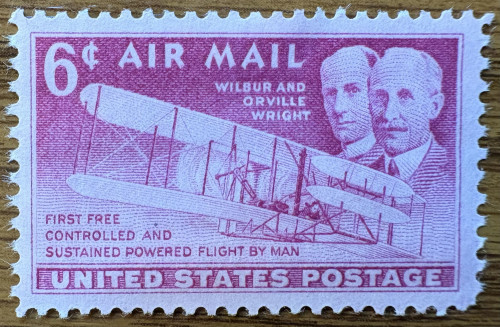 6¢ AIR MAIL
WILBUR AND
ORVILLE
WRIGHT
FIRST FREE
CONTROLLED AND
SUSTAINED POWERED FLIGHT BY MAN
UNITED STATES POSTAGE